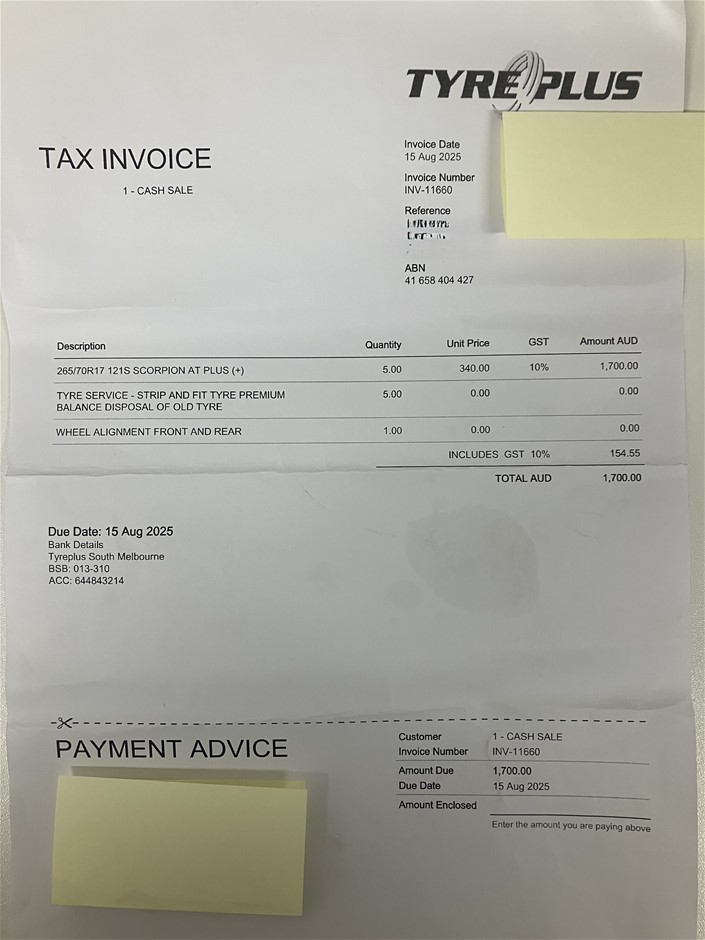 TYREPLUS
TAX INVOICE
1 - CASH SALE
Invoice Date
15 Aug 2025
Invoice Number
INV-11660
Reference
ABN
41 658 404 427
Description Quantity Unit Price GST Amount AUD
265/70R17 121S SCORPION AT PLUS (+) 5.00 340.00 10% 1,700.00
TYRE SERVICE - STRIP AND FIT TYRE PREMIUM 5.00 0.00 0.00
BALANCE DISPOSAL OF OLD TYRE
WHEEL ALIGNMENT FRONT AND REAR 1.00 0.00 0.00
INCLUDES GST 10% 154.55
TOTAL AUD 1,700.00
Due Date: 15 Aug 2025
Bank Details
Tyreplus South Melbourne
BSB: 013-310
ACC: 644843214
PAYMENT ADVICE
Customer 1 - CASH SALE
Invoice Number INV-11660
Amount Due 1,700.00
Due Date 15 Aug 2025
Amount Enclosed
Enter the amount you are paying above